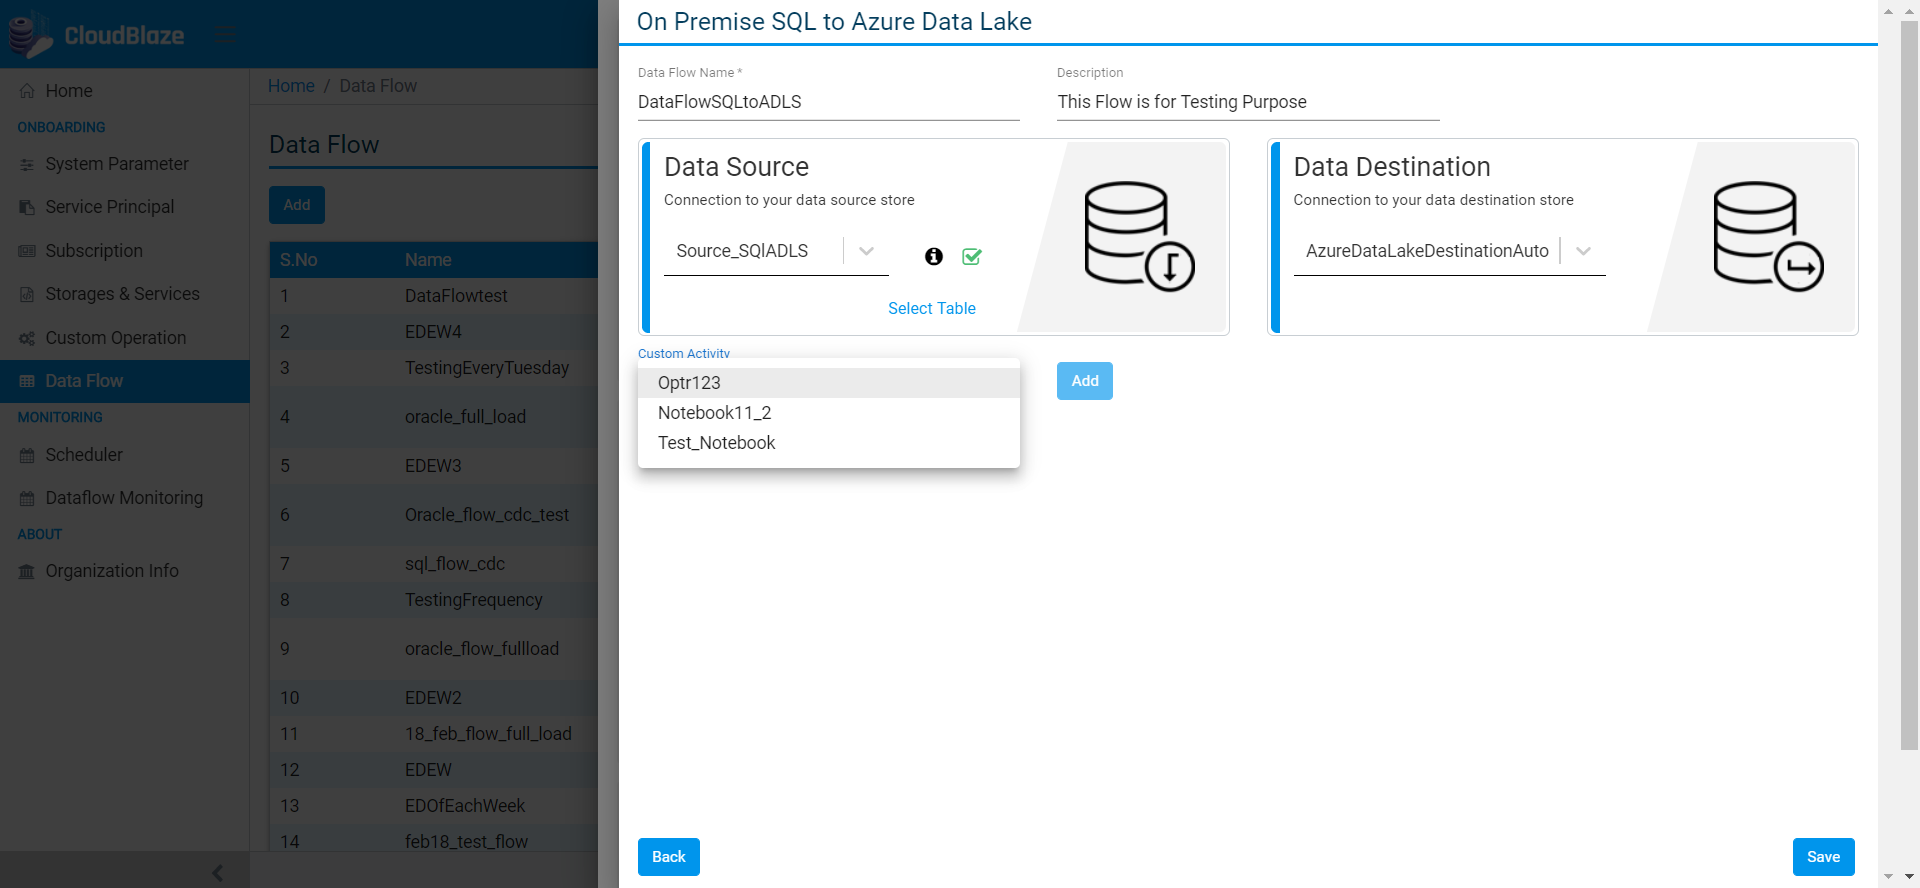 CloudBlaze
Home
ONBOARDING
System Parameter
Service Principal
Subscription
Storages & Services
Custom Operation
Data Flow
MONITORING
Scheduler
Dataflow Monitoring
ABOUT
Organization Info
Home / Data Flow
Data Flow
Add
S.No Name
1 DataFlowtest
2 EDEW4
3 TestingEveryTuesday
4 oracle_full_load
5 EDEW3
6 Oracle_flow_cdc_test
7 sql_flow_cdc
8 TestingFrequency
9 oracle_flow_fullload
10 EDEW2
11 18_feb_flow_full_load
12 EDEW
13 EDOfEachWeek
14 feb18_test_flow
On Premise SQL to Azure Data Lake
Data Flow Name *
DataFlowSQLtoADLS
Description
This Flow is for Testing Purpose
Data Source
Connection to your data source store
Source_SQlADLS
Select Table
Data Destination
Connection to your data destination store
AzureDataLakeDestinationAuto
Custom Activity
Optr123
Notebook11_2
Test_Notebook
Add
Back
Save